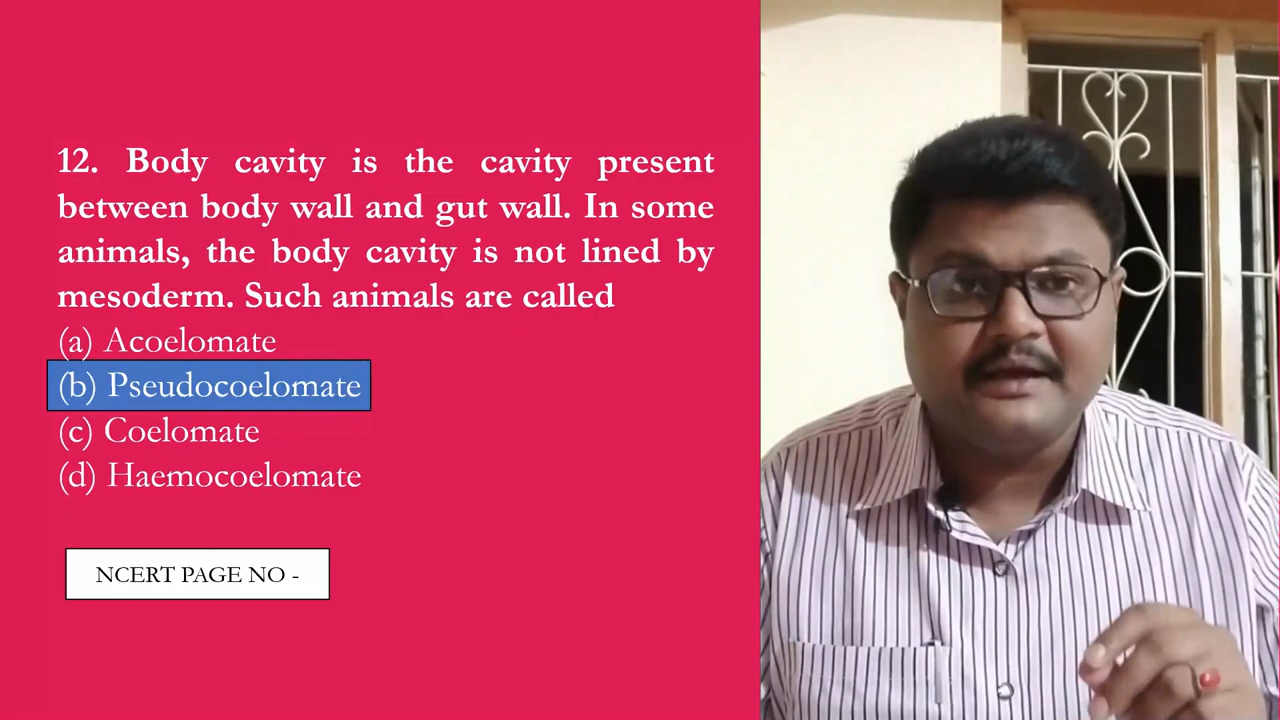 12. Body cavity is the cavity present
between body wall and gut wall. In some
animals, the body cavity is not lined by
mesoderm. Such animals are called
(a) Acoelomate
(b) Pseudocoelomate
(c) Coelomate
(d) Haemocoelomate
NCERT PAGE NO -